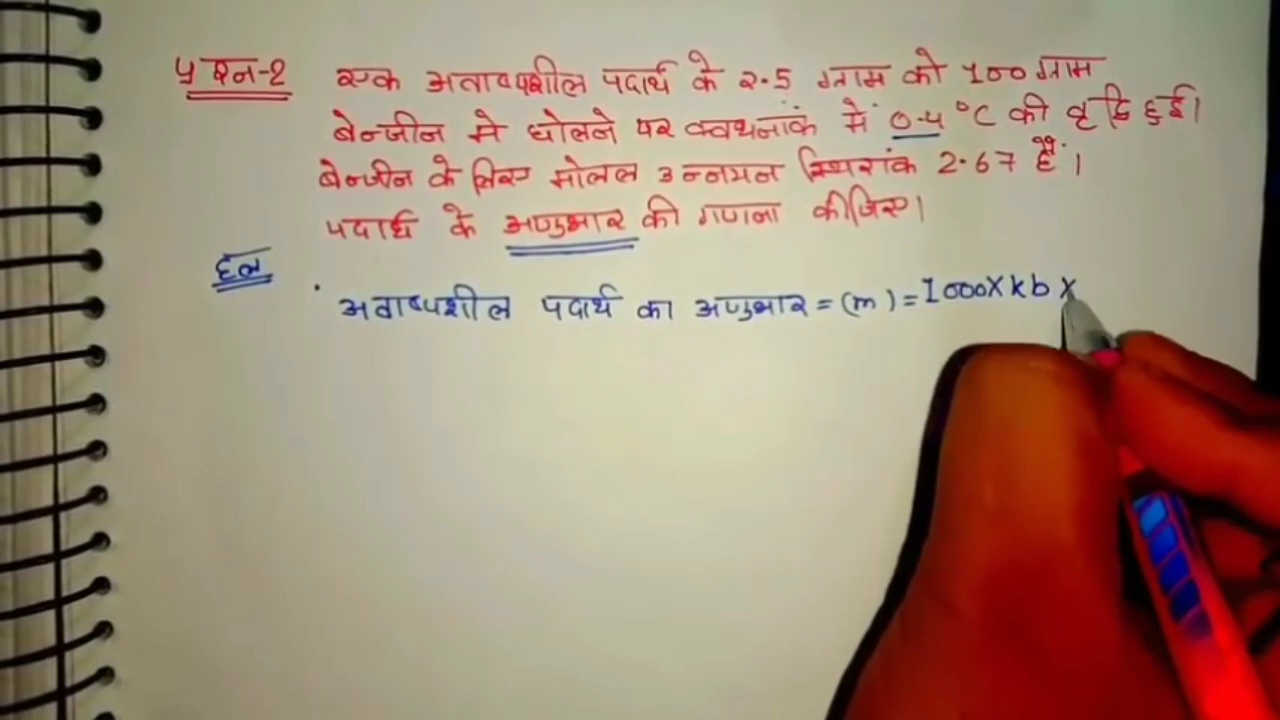 प्रश्न-2 एक अवाष्पशील पदार्थ के 2.5 ग्राम को 100 ग्राम
बेन्जीन मे घोलने पर क्वथनांक में 0.4 °C की वृद्धि हुई।
बेन्जीन के लिए मोलल उन्नयन स्थिरांक 2.67 है।
पदार्थ के अणुभार की गणना कीजिए।
हल
अवाष्पशील पदार्थ का अणुभार = (m) = 1000 X kb X